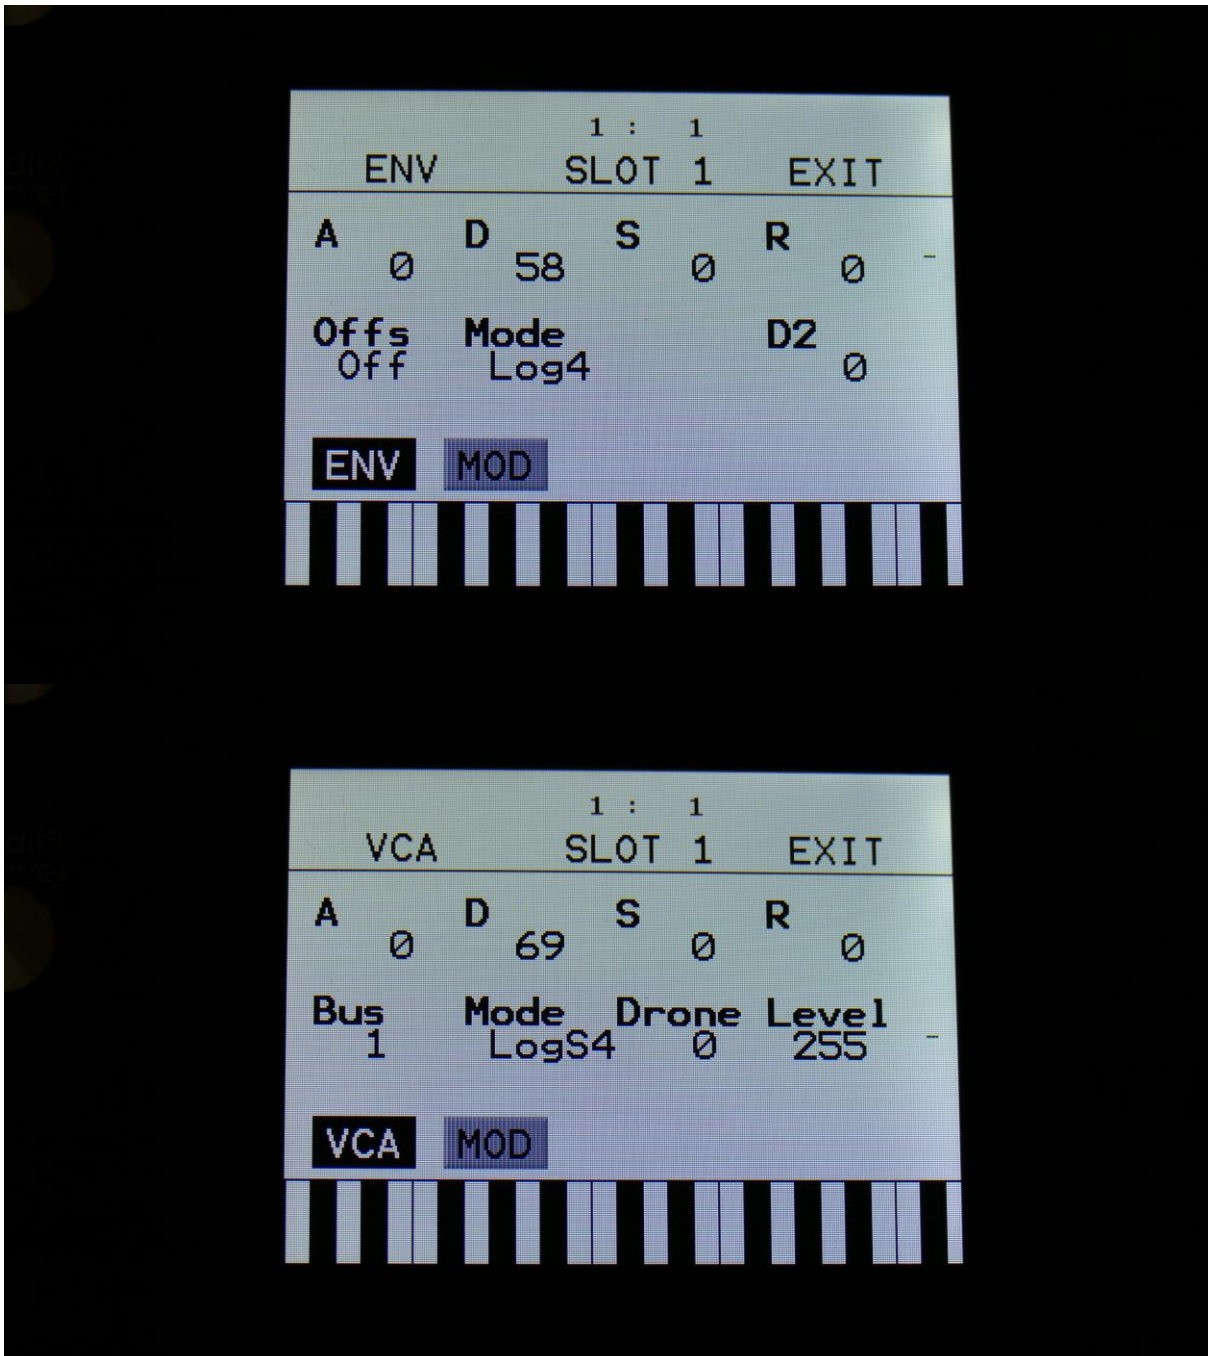 1 : 1
ENV SLOT 1 EXIT
A D S R
0 58 0 0
Offs Mode D2
Off Log4 0
ENV MOD
1 : 1
VCA SLOT 1 EXIT
A D S R
0 69 0 0
Bus Mode Drone Level
1 LogS4 0 255
VCA MOD